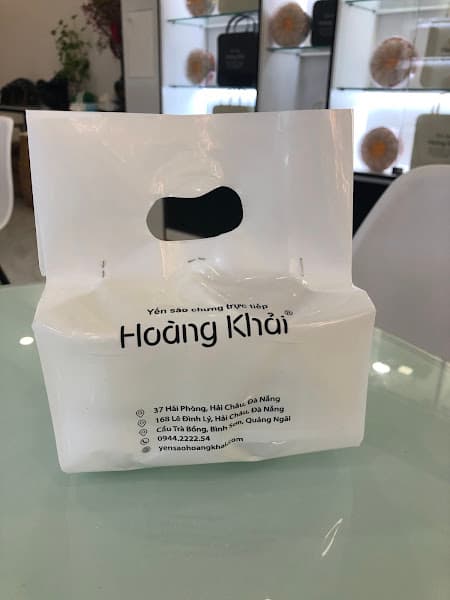 Yến sào chưng trực tiếp
Hoàng Khải®
37 Hải Phòng, Hải Châu, Đà Nẵng
168 Lê Đình Lý, Hải Châu, Đà Nẵng
Cầu Trà Bồng, Bình Sơn, Quảng Ngãi
0944.2222.54
yensaohoangkhai.com